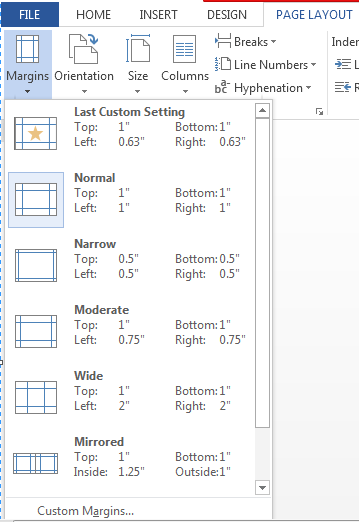 FILE HOME INSERT DESIGN PAGE LAYOUT
Margins Orientation Size Columns
Breaks
Line Numbers
Hyphenation
Inden
L
R
Last Custom Setting
Top: 1" Bottom: 1"
Left: 0.63" Right: 0.63"
Normal
Top: 1" Bottom: 1"
Left: 1" Right: 1"
Narrow
Top: 0.5" Bottom: 0.5"
Left: 0.5" Right: 0.5"
Moderate
Top: 1" Bottom: 1"
Left: 0.75" Right: 0.75"
Wide
Top: 1" Bottom: 1"
Left: 2" Right: 2"
Mirrored
Top: 1" Bottom: 1"
Inside: 1.25" Outside: 1"
Custom Margins...